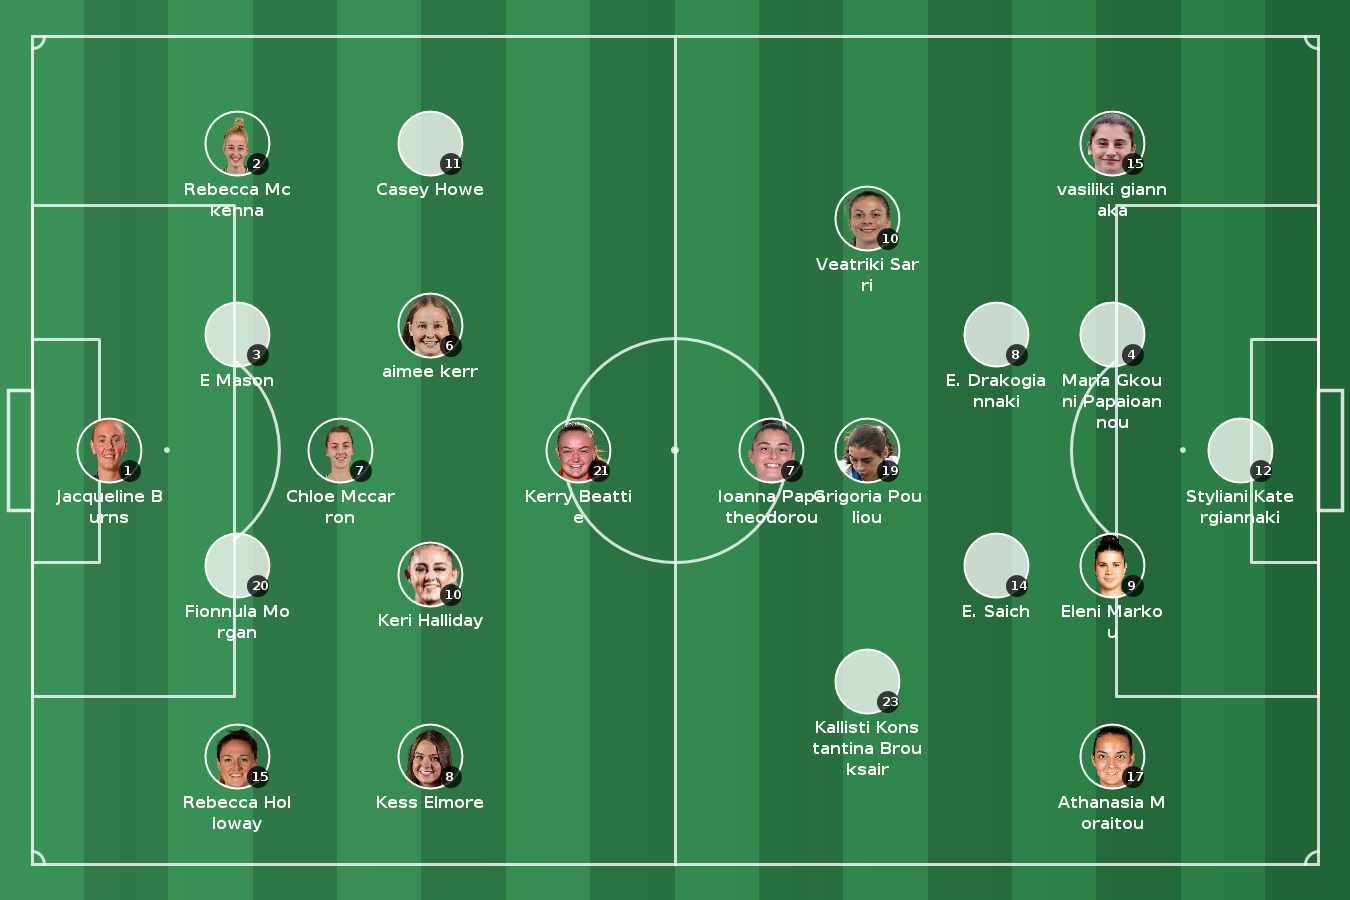 2
Rebecca Mc
kenna
11
Casey Howe
15
vasiliki giann
aka
10
Veatriki Sar
ri
3
E Mason
6
aimee kerr
8
E. Drakogia
nnaki
4
Maria Gkou
ni Papaioan
nou
1
Jacqueline B
urns
7
Chloe Mccar
ron
21
Kerry Beatti
e
7
Ioanna Papa
theodorou
19
Grigoria Pou
liou
12
Styliani Kate
rgiannaki
20
Fionnula Mo
rgan
10
Keri Halliday
14
E. Saich
9
Eleni Marko
u
23
Kallisti Kons
tantina Brou
ksair
15
Rebecca Hol
loway
8
Kess Elmore
17
Athanasia M
oraitou